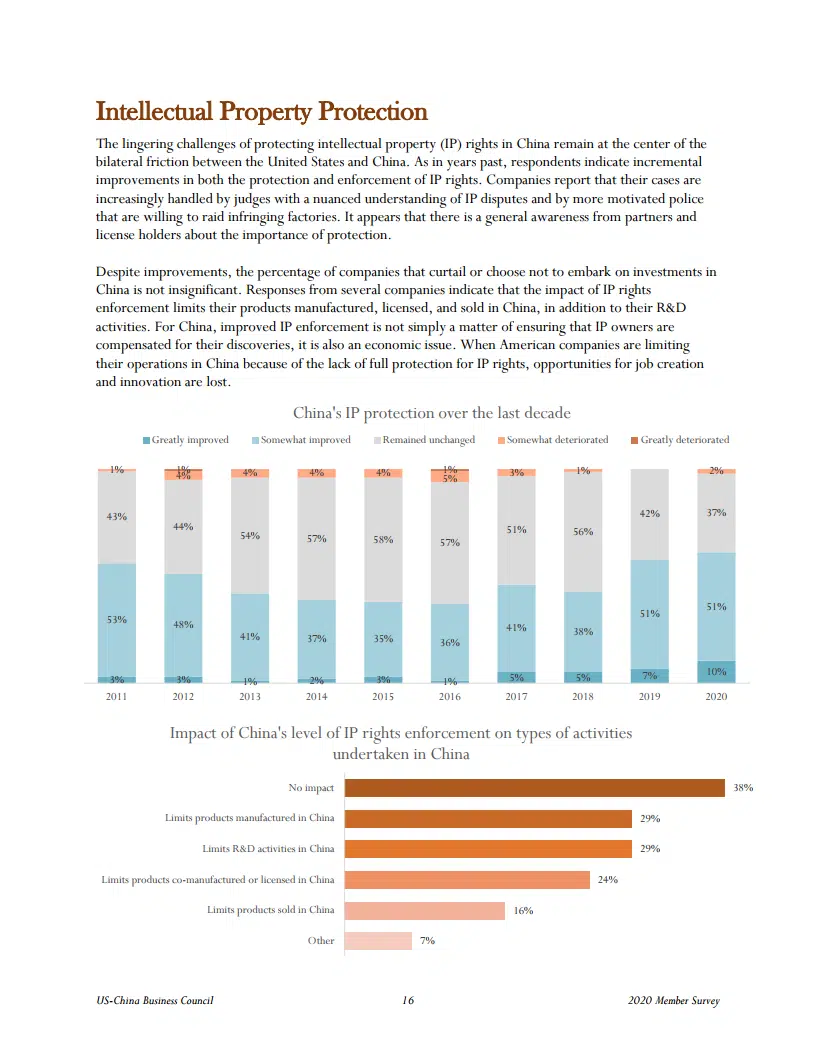 Intellectual Property Protection
The lingering challenges of protecting intellectual property (IP) rights in China remain at the center of the
bilateral friction between the United States and China. As in years past, respondents indicate incremental
improvements in both the protection and enforcement of IP rights. Companies report that their cases are
increasingly handled by judges with a nuanced understanding of IP disputes and by more motivated police
that are willing to raid infringing factories. It appears that there is a general awareness from partners and
license holders about the importance of protection.
Despite improvements, the percentage of companies that curtail or choose not to embark on investments in
China is not insignificant. Responses from several companies indicate that the impact of IP rights
enforcement limits their products manufactured, licensed, and sold in China, in addition to their R&D
activities. For China, improved IP enforcement is not simply a matter of ensuring that IP owners are
compensated for their discoveries, it is also an economic issue. When American companies are limiting
their operations in China because of the lack of full protection for IP rights, opportunities for job creation
and innovation are lost.
China's IP protection over the last decade
Greatly improved Somewhat improved Remained unchanged Somewhat deteriorated Greatly deteriorated
1% 1% 4% 4% 4% 1% 3% 1% 2%
4% 5%
43% 44% 54% 57% 58% 57% 51% 56% 42% 37%
53% 48% 41% 37% 35% 36% 41% 38% 51% 51%
3% 3% 1% 2% 3% 1% 5% 5% 7% 10%
2011 2012 2013 2014 2015 2016 2017 2018 2019 2020
Impact of China's level of IP rights enforcement on types of activities
undertaken in China
No impact 38%
Limits products manufactured in China 29%
Limits R&D activities in China 29%
Limits products co-manufactured or licensed in China 24%
Limits products sold in China 16%
Other 7%
US-China Business Council 16 2020 Member Survey